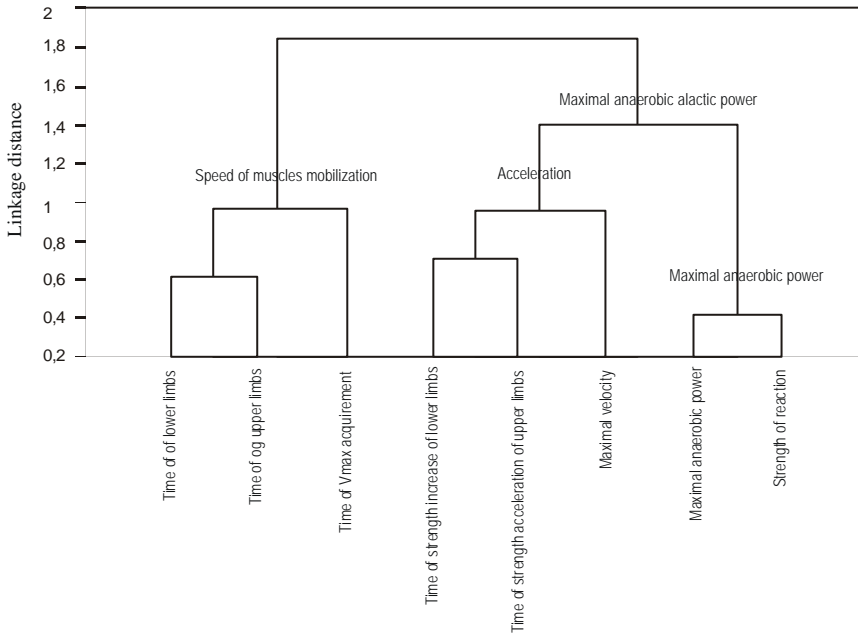 2
1,8
1,6
1,4
1,2
1
0,8
0,6
0,4
0,2
Linkage distance
Maximal anaerobic alactic power
Speed of muscles mobilization
Acceleration
Maximal anaerobic power
Time of of lower limbs
Time of og upper limbs
Time of Vmax acquirement
Time of strength increase of lower limbs
Time of strength acceleration of upper limbs
Maximal velocity
Maximal anaerobic power
Strength of reaction